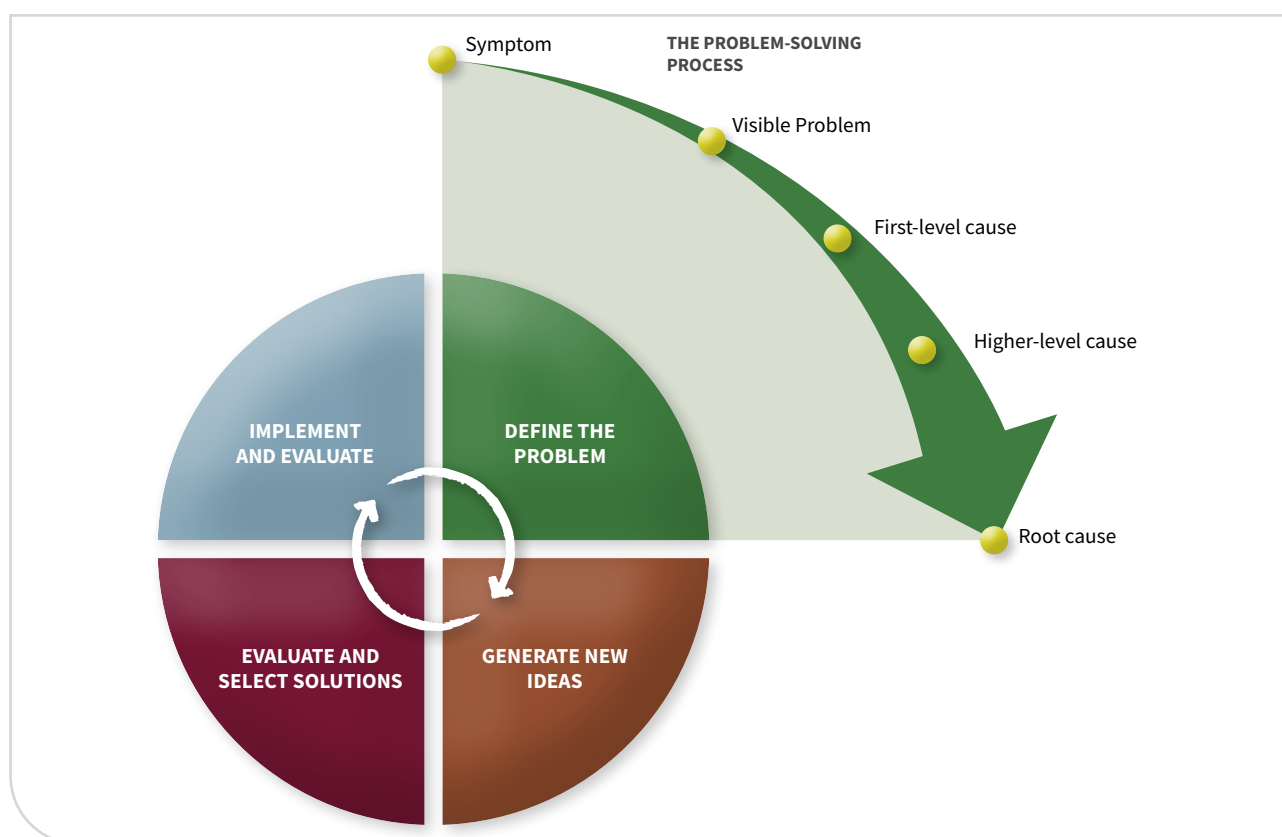 Symptom
THE PROBLEM-SOLVING
PROCESS
Visible Problem
First-level cause
Higher-level cause
Root cause
IMPLEMENT
AND EVALUATE
DEFINE THE
PROBLEM
EVALUATE AND
SELECT SOLUTIONS
GENERATE NEW
IDEAS